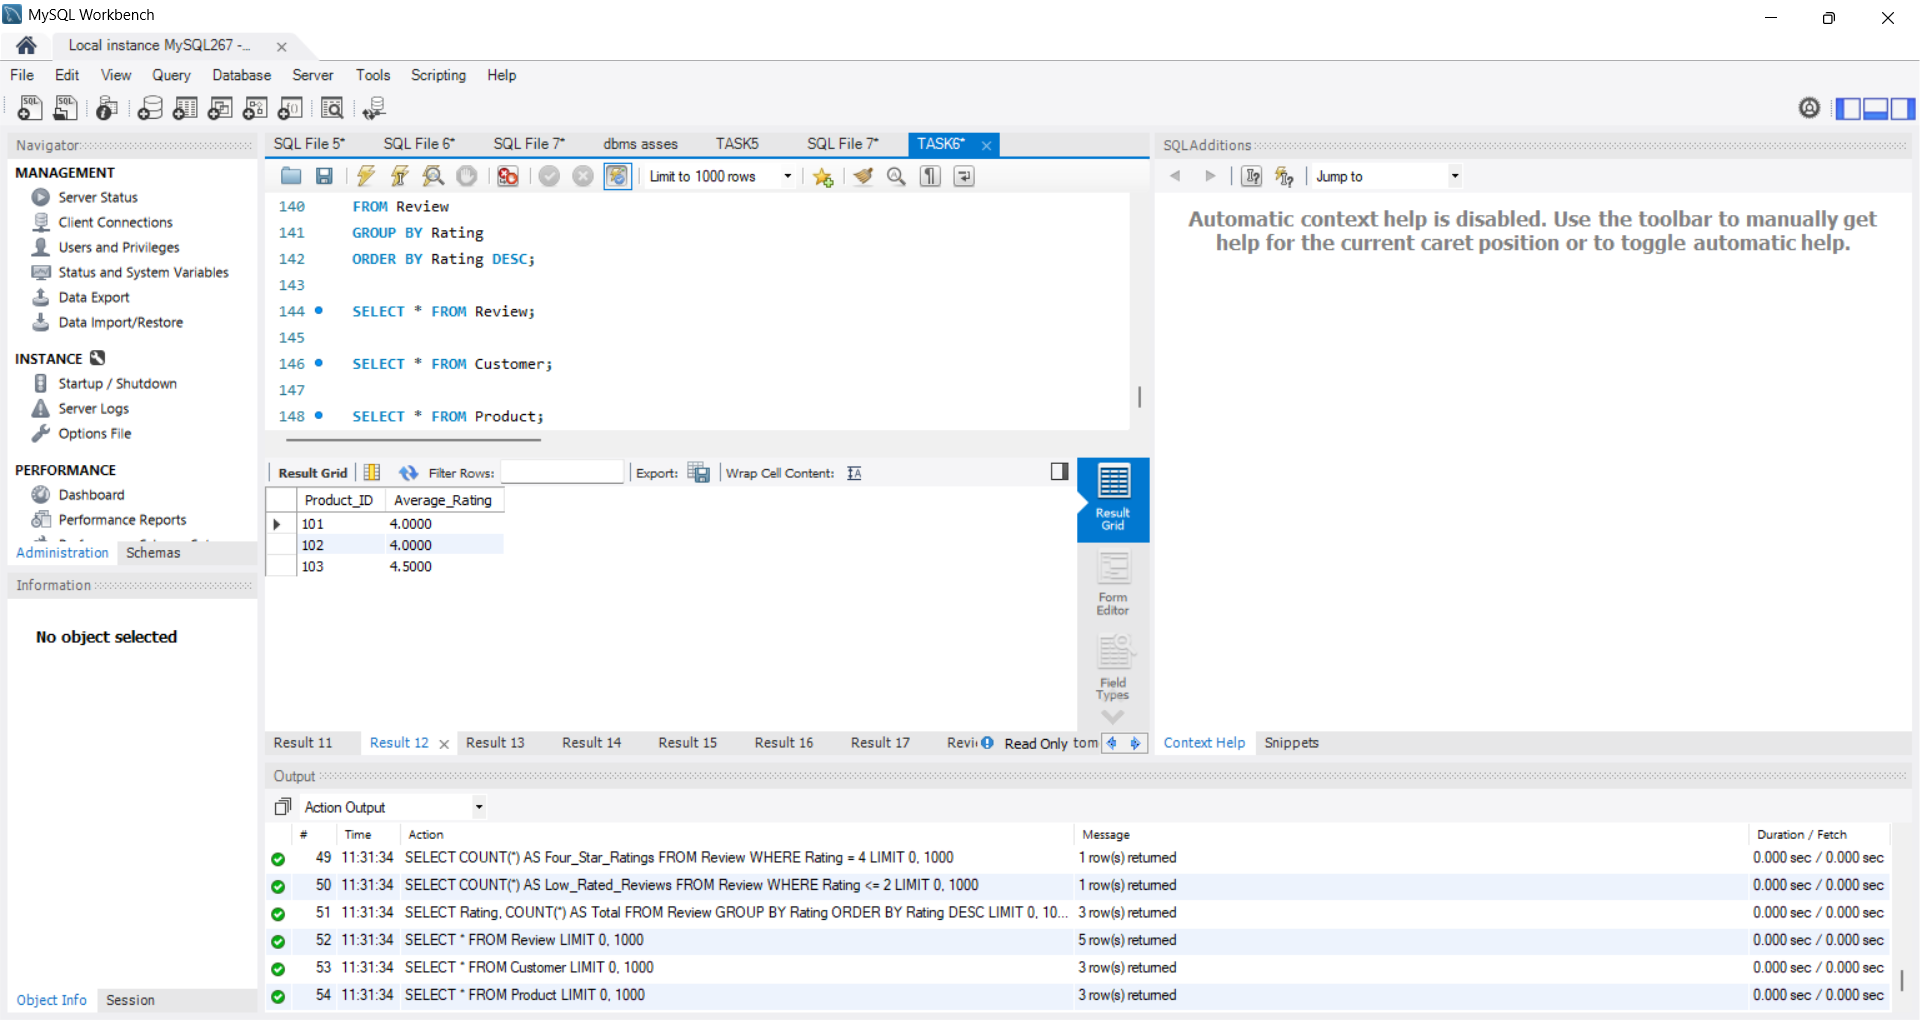 MySQL Workbench
Local instance MySQL267 -...
File Edit View Query Database Server Tools Scripting Help
Navigator
MANAGEMENT
Server Status
Client Connections
Users and Privileges
Status and System Variables
Data Export
Data Import/Restore
INSTANCE
Startup / Shutdown
Server Logs
Options File
PERFORMANCE
Dashboard
Performance Reports
Administration Schemas
Information
No object selected
Object Info Session
SQL File 5* SQL File 6* SQL File 7* dbms asses TASK5 SQL File 7* TASK6*
Limit to 1000 rows
140 FROM Review
141 GROUP BY Rating
142 ORDER BY Rating DESC;
143
144 SELECT * FROM Review;
145
146 SELECT * FROM Customer;
147
148 SELECT * FROM Product;
Result Grid Filter Rows: Export: Wrap Cell Content:
Product_ID Average_Rating
101 4.0000
102 4.0000
103 4.5000
Result
Grid
Form
Editor
Field
Types
Result 11 Result 12 Result 13 Result 14 Result 15 Result 16 Result 17 Revi Read Only tom
SQLAdditions
Jump to
Automatic context help is disabled. Use the toolbar to manually get
help for the current caret position or to toggle automatic help.
Context Help Snippets
Output
Action Output
# Time Action Message Duration / Fetch
49 11:31:34 SELECT COUNT(*) AS Four_Star_Ratings FROM Review WHERE Rating = 4 LIMIT 0, 1000 1 row(s) returned 0.000 sec / 0.000 sec
50 11:31:34 SELECT COUNT(*) AS Low_Rated_Reviews FROM Review WHERE Rating <= 2 LIMIT 0, 1000 1 row(s) returned 0.000 sec / 0.000 sec
51 11:31:34 SELECT Rating, COUNT(*) AS Total FROM Review GROUP BY Rating ORDER BY Rating DESC LIMIT 0, 10... 3 row(s) returned 0.000 sec / 0.000 sec
52 11:31:34 SELECT * FROM Review LIMIT 0, 1000 5 row(s) returned 0.000 sec / 0.000 sec
53 11:31:34 SELECT * FROM Customer LIMIT 0, 1000 3 row(s) returned 0.000 sec / 0.000 sec
54 11:31:34 SELECT * FROM Product LIMIT 0, 1000 3 row(s) returned 0.000 sec / 0.000 sec